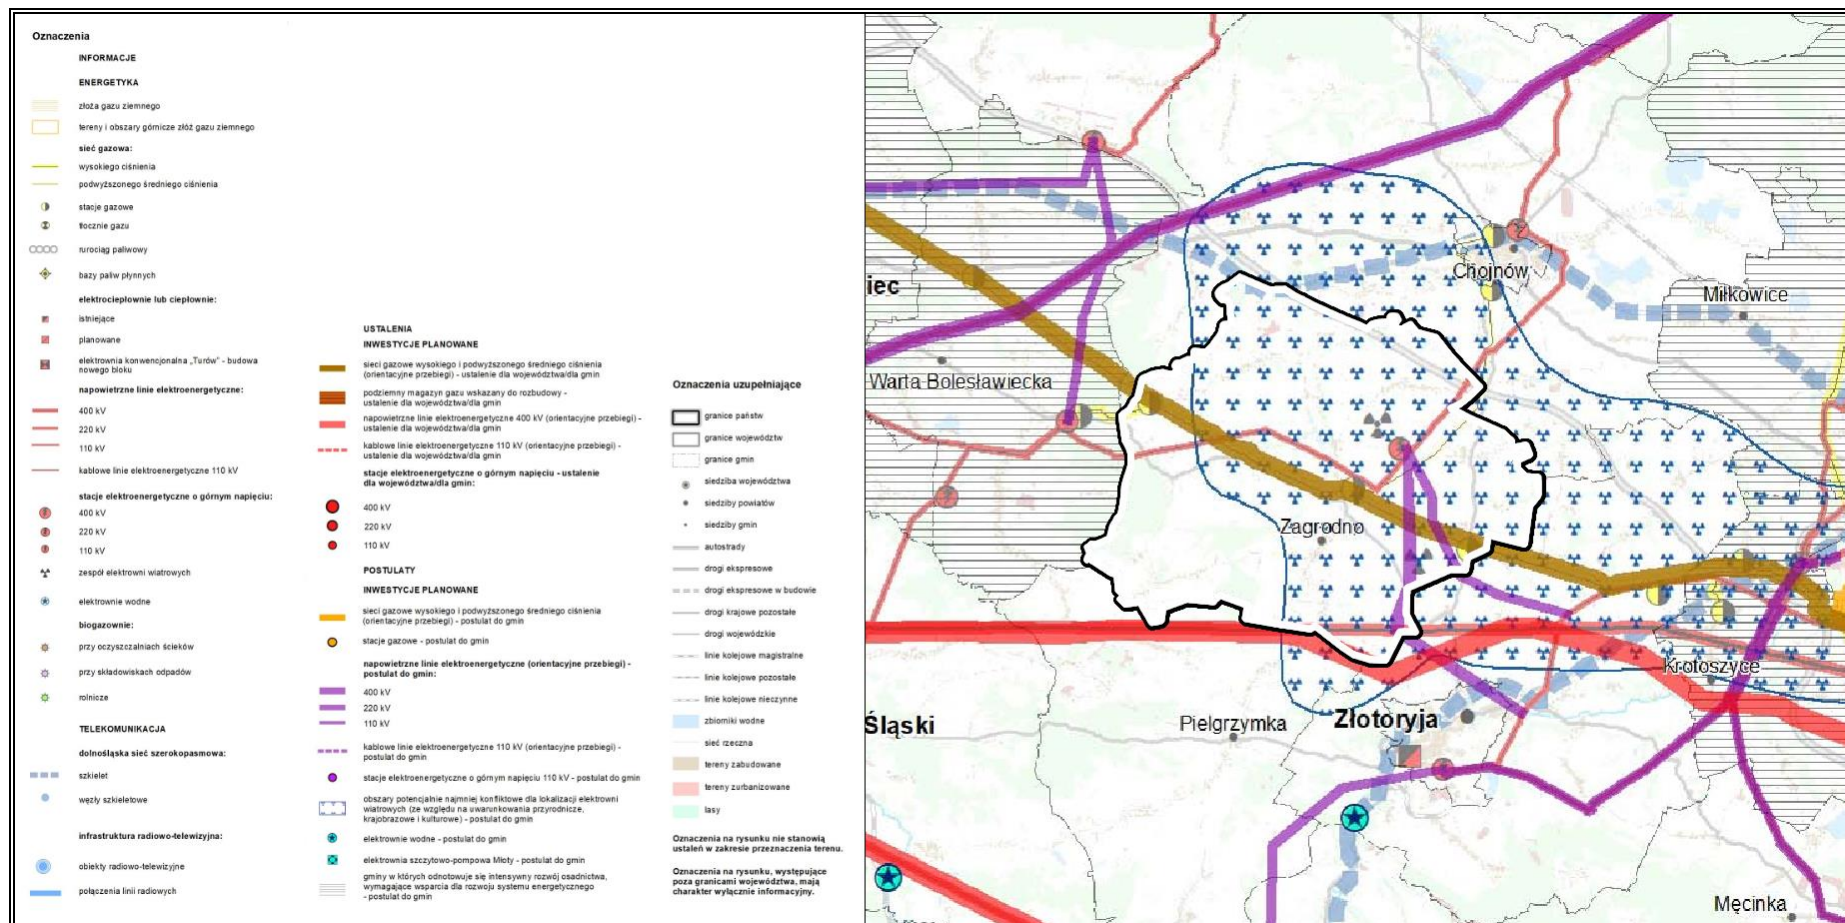 Oznaczenia
INFORMACJE
ENERGETYKA
złoża gazu ziemnego
tereny i obszary górnicze złóż gazu ziemnego
sieć gazowa:
wysokiego ciśnienia
podwyższonego średniego ciśnienia
stacje gazowe
tłocznie gazu
rurociąg paliwowy
bazy paliw płynnych
elektrociepłownie lub ciepłownie:
istniejące
planowane
elektrownia konwencjonalna „Turów" - budowa
nowego bloku
napowietrzne linie elektroenergetyczne:
400 kV
220 kV
110 kV
kablowe linie elektroenergetyczne 110 kV
stacje elektroenergetyczne o górnym napięciu:
400 kV
220 kV
110 kV
zespół elektrowni wiatrowych
elektrownie wodne
biogazownie:
przy oczyszczalniach ścieków
przy składowiskach odpadów
rolnicze
TELEKOMUNIKACJA
dolnośląska sieć szerokopasmowa:
szkielet
węzły szkieletowe
infrastruktura radiowo-telewizyjna:
obiekty radiowo-telewizyjne
połączenia linii radiowych
USTALENIA
INWESTYCJE PLANOWANE
sieci gazowe wysokiego i podwyższonego średniego ciśnienia
(orientacyjne przebiegi) - ustalenie dla województwa/dla gmin
podziemny magazyn gazu wskazany do rozbudowy -
ustalenie dla województwa/dla gmin
napowietrzne linie elektroenergetyczne 400 kV (orientacyjne przebiegi) -
ustalenie dla województwa/dla gmin
kablowe linie elektroenergetyczne 110 kV (orientacyjne przebiegi) -
ustalenie dla województwa/dla gmin
stacje elektroenergetyczne o górnym napięciu - ustalenie
dla województwa/dla gmin:
400 kV
220 kV
110 kV
POSTULATY
INWESTYCJE PLANOWANE
sieci gazowe wysokiego i podwyższonego średniego ciśnienia
(orientacyjne przebiegi) - postulat do gmin
stacje gazowe - postulat do gmin
napowietrzne linie elektroenergetyczne (orientacyjne przebiegi) -
postulat do gmin:
400 kV
220 kV
110 kV
kablowe linie elektroenergetyczne 110 kV (orientacyjne przebiegi) -
postulat do gmin
stacje elektroenergetyczne o górnym napięciu 110 kV - postulat do gmin
obszary potencjalnie najmniej konfliktowe dla lokalizacji elektrowni
wiatrowych (ze względu na uwarunkowania przyrodnicze,
krajobrazowe i kulturowe) - postulat do gmin
elektrownie wodne - postulat do gmin
elektrownia szczytowo-pompowa Młoty - postulat do gmin
gminy w których odnotowuje się intensywny rozwój osadnictwa,
wymagające wsparcia dla rozwoju systemu energetycznego
- postulat do gmin
Oznaczenia uzupełniające
granice państw
granice województw
granice gmin
siedziba województwa
siedziby powiatów
siedziby gmin
autostrady
drogi ekspresowe
drogi ekspresowe w budowie
drogi krajowe pozostałe
drogi wojewódzkie
linie kolejowe magistralne
linie kolejowe pozostałe
linie kolejowe nieczynne
zbiorniki wodne
sieć rzeczna
tereny zabudowane
tereny zurbanizowane
lasy
Oznaczenia na rysunku nie stanowią
ustaleń w zakresie przeznaczenia terenu.
Oznaczenia na rysunku, występujące
poza granicami województwa, mają
charakter wyłącznie informacyjny.
iec
Chojnów
Miłkowice
Warta Bolesławiecka
Zagrodno
Krotoszyce
Śląski
Pielgrzymka
Złotoryja
Męcinka